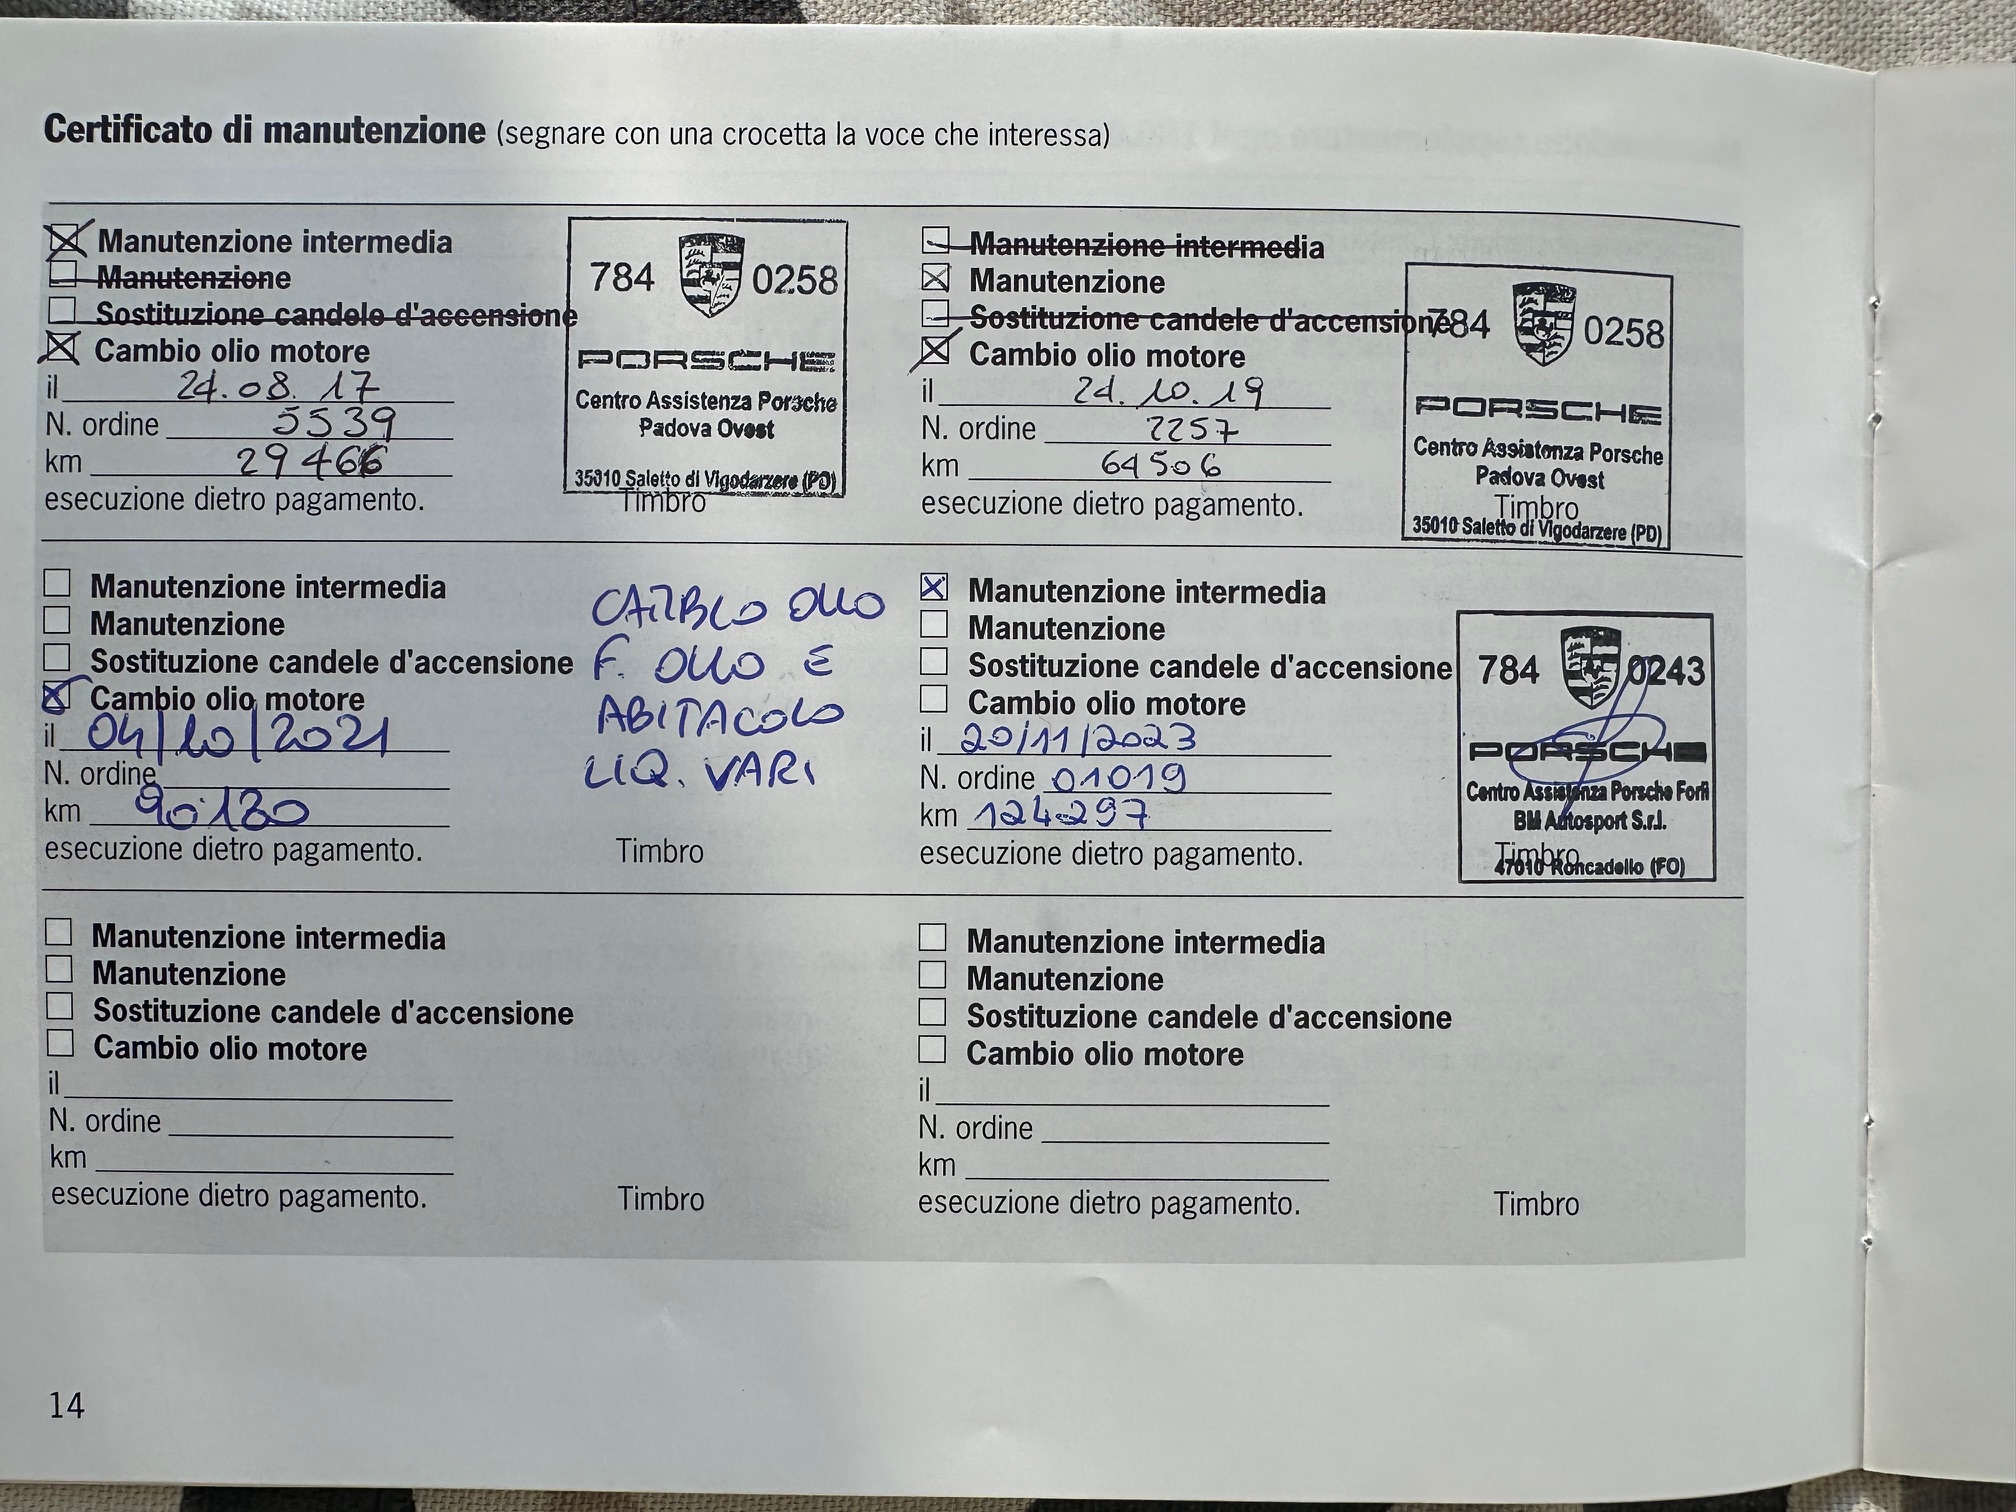 Certificato di manutenzione (segnare con una crocetta la voce che interessa)
Manutenzione intermedia
Manutenzione
Sostituzione candele d'accensione
Cambio olio motore
il 24.08.17
N. ordine 5539
km 29466
esecuzione dietro pagamento.
784 0258
PORSCHE
Centro Assistenza Porsche
Padova Ovest
35010 Saletto di Vigodarzere (PD)
Timbro
Manutenzione intermedia
Manutenzione
Sostituzione candele d'accensione
Cambio olio motore
il 24.10.19
N. ordine 2257
km 64506
esecuzione dietro pagamento.
784 0258
PORSCHE
Centro Assistenza Porsche
Padova Ovest
Timbro
35010 Saletto di Vigodarzere (PD)
Manutenzione intermedia
Manutenzione
Sostituzione candele d'accensione
Cambio olio motore
il 04/10/2021
N. ordine
km 90.180
esecuzione dietro pagamento.
CAMBIO OLIO
F. OLIO E
ABITACOLO
LIQ. VARI
Timbro
Manutenzione intermedia
Manutenzione
Sostituzione candele d'accensione
Cambio olio motore
il 20/11/2023
N. ordine 01019
km 124297
esecuzione dietro pagamento.
784 0243
PORSCHE
Centro Assistenza Porsche Forlì
BM Autosport S.r.l.
Timbro
47010 Roncadello (FO)
Manutenzione intermedia
Manutenzione
Sostituzione candele d'accensione
Cambio olio motore
il
N. ordine
km
esecuzione dietro pagamento.
Timbro
Manutenzione intermedia
Manutenzione
Sostituzione candele d'accensione
Cambio olio motore
il
N. ordine
km
esecuzione dietro pagamento.
Timbro
14